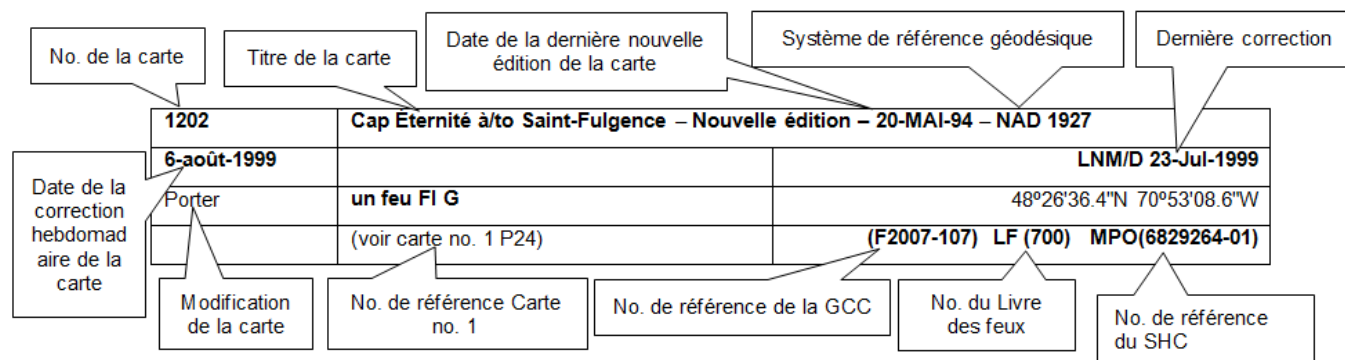 No. de la carte
Titre de la carte
Date de la dernière nouvelle
édition de la carte
Système de référence géodésique
Dernière correction
1202 Cap Éternité à/to Saint-Fulgence – Nouvelle édition – 20-MAI-94 – NAD 1927
6-août-1999 LNM/D 23-Jul-1999
Porter un feu Fl G 48º26'36.4"N 70º53'08.6"W
(voir carte no. 1 P24) (F2007-107) LF (700) MPO(6829264-01)
Date de la
correction
hebdomad
aire de la
carte
Modification
de la carte
No. de référence Carte
no. 1
No. de référence de la GCC
No. du Livre
des feux
No. de référence
du SHC